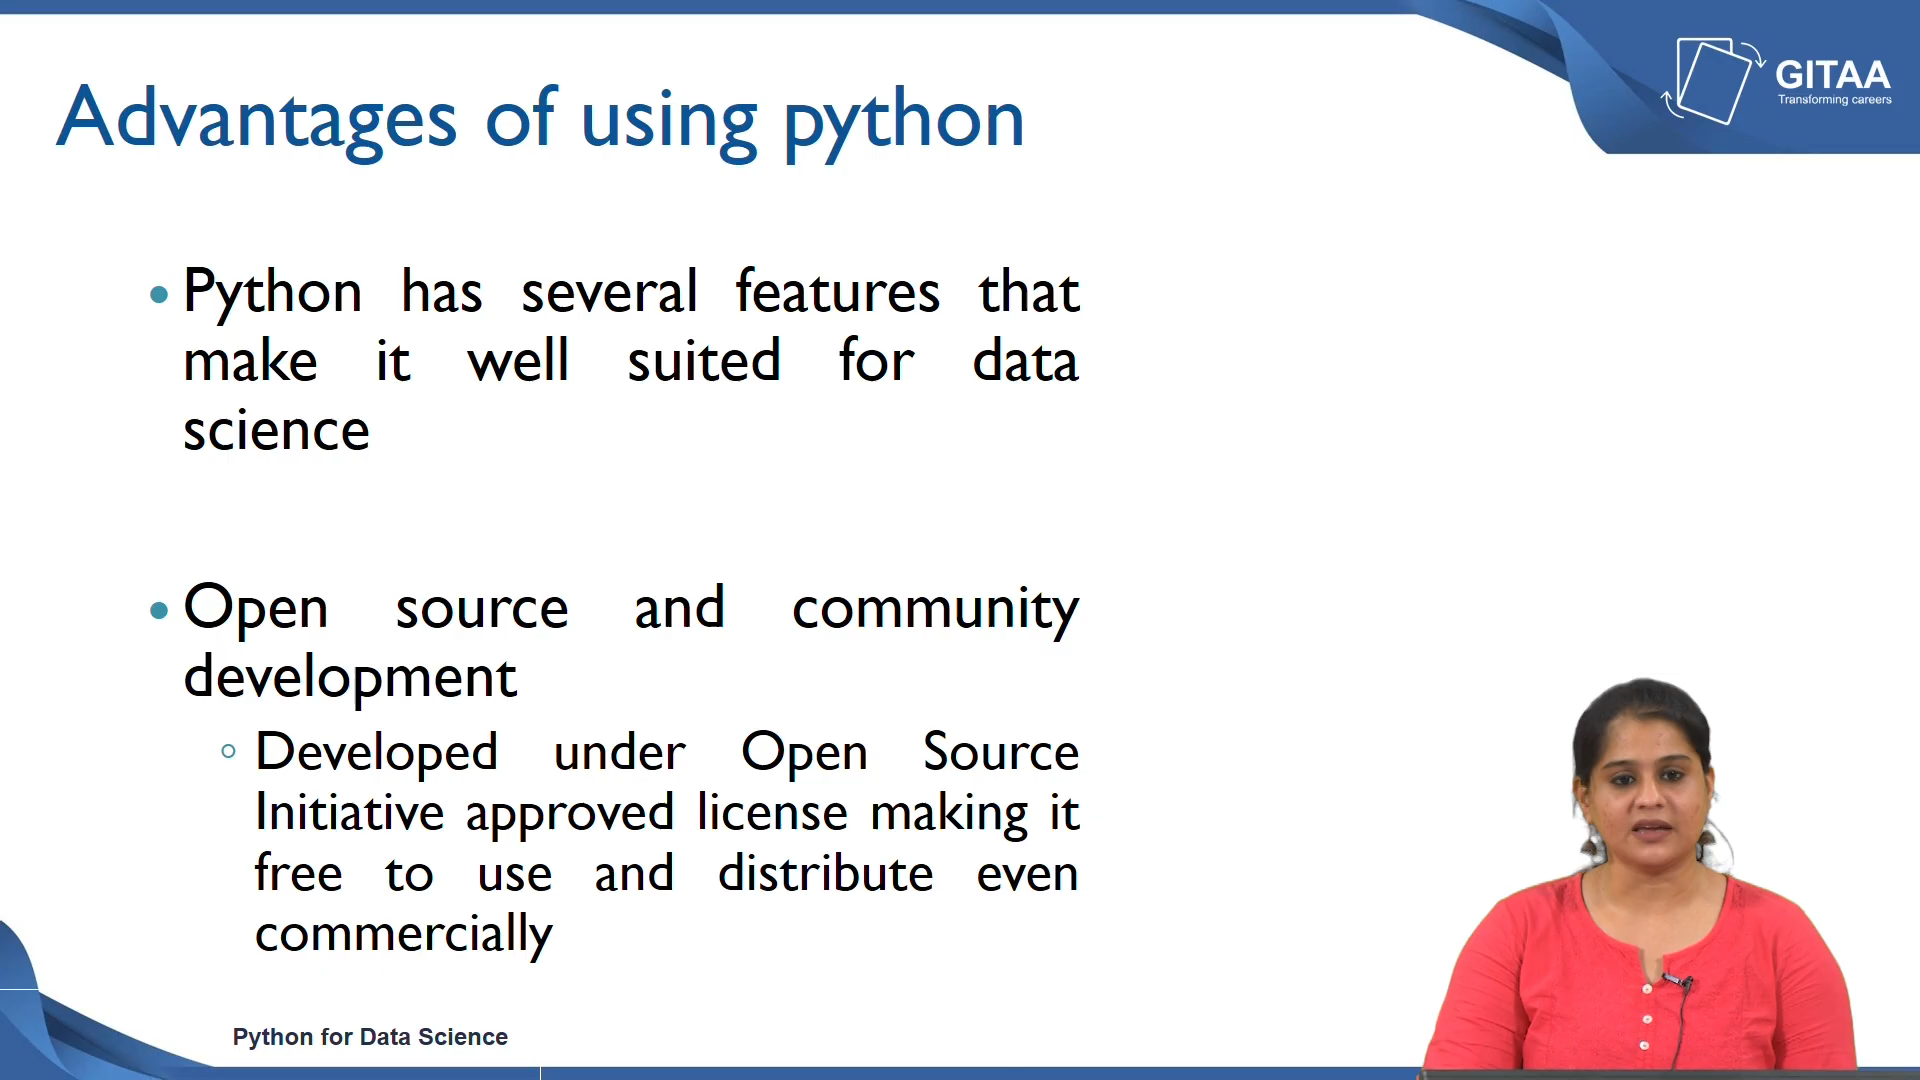 GITAA
Transforming careers
Advantages of using python
• Python has several features that
make it well suited for data
science
• Open source and community
development
◦ Developed under Open Source
Initiative approved license making it
free to use and distribute even
commercially
Python for Data Science